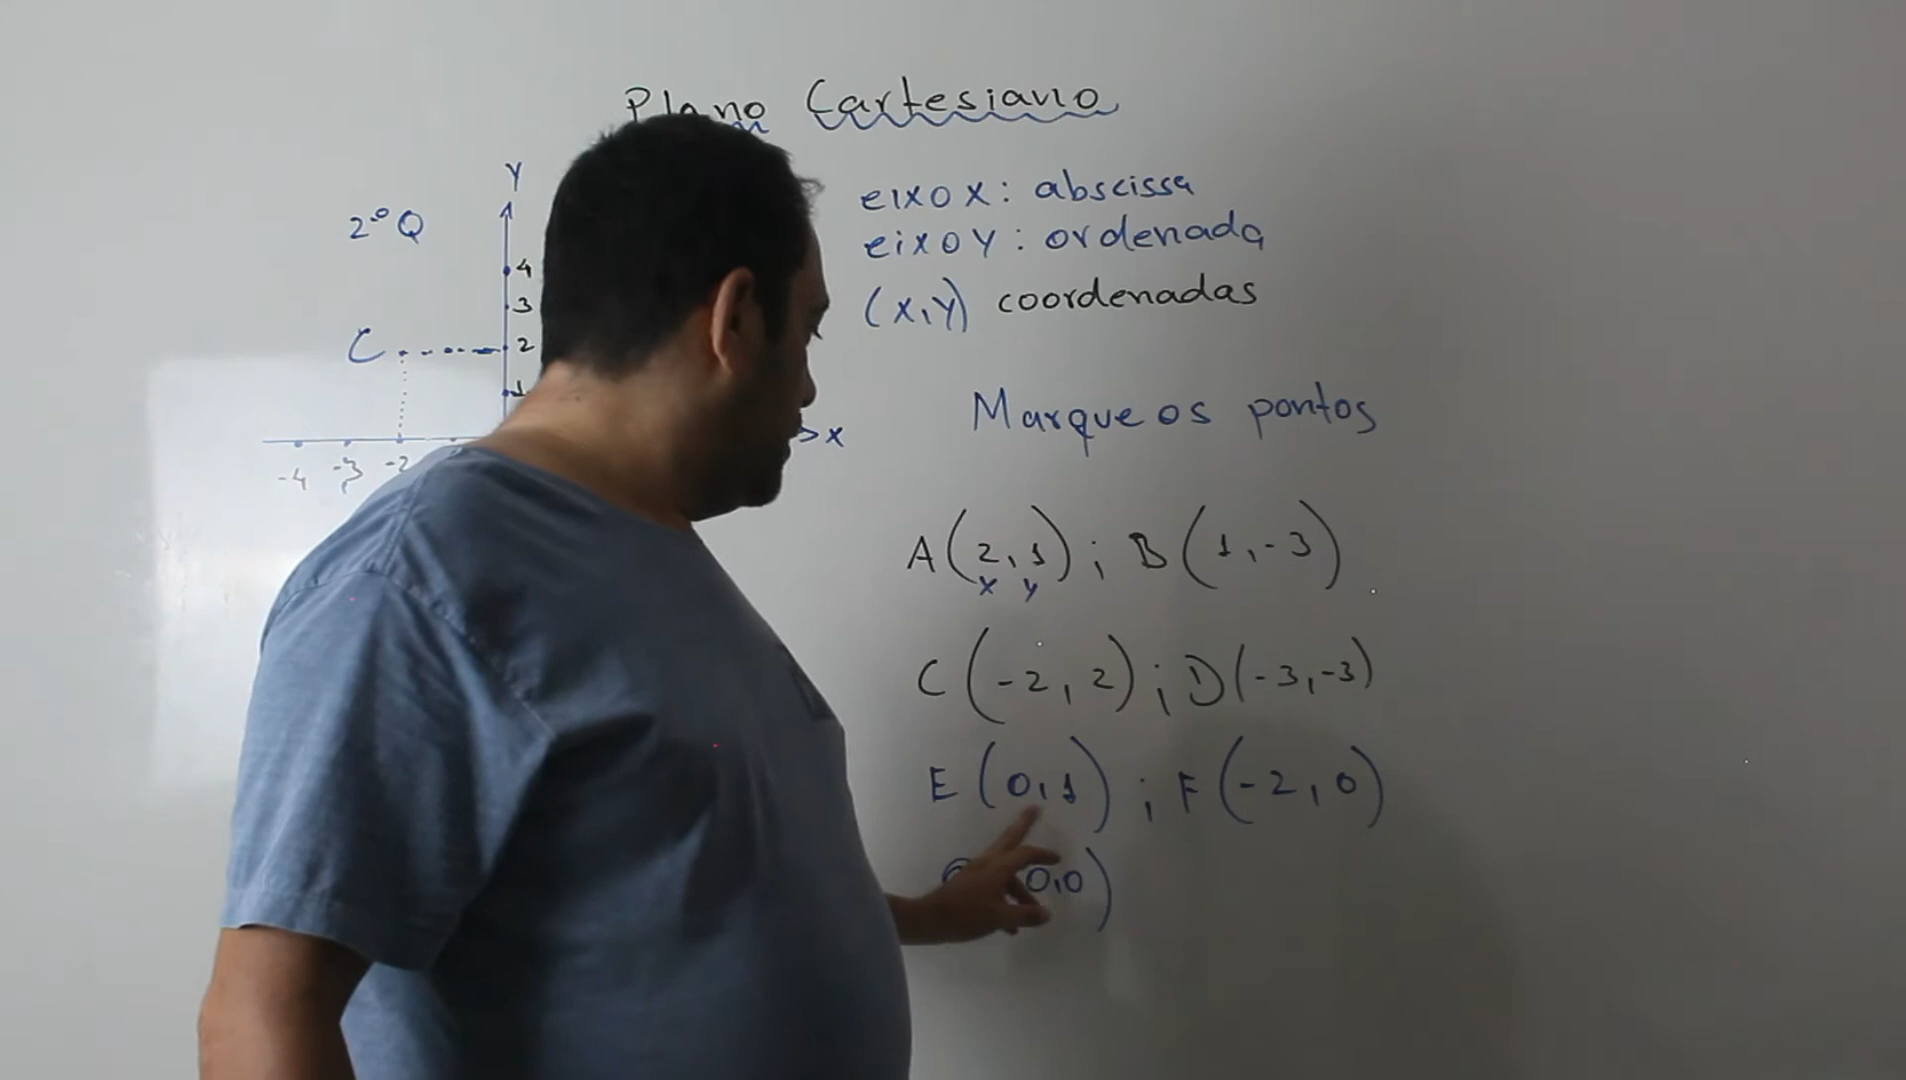 Plano Cartesiano
Y
2º Q
4
3
C
2
1
x
-4 -3 -2
eixo x: abscissa
eixo y: ordenada
(x,y) coordenadas
Marque os pontos
A(2,1); B(1,-3)
x y
C(-2,2); D(-3,-3)
E(0,1); F(-2,0)
0,0)